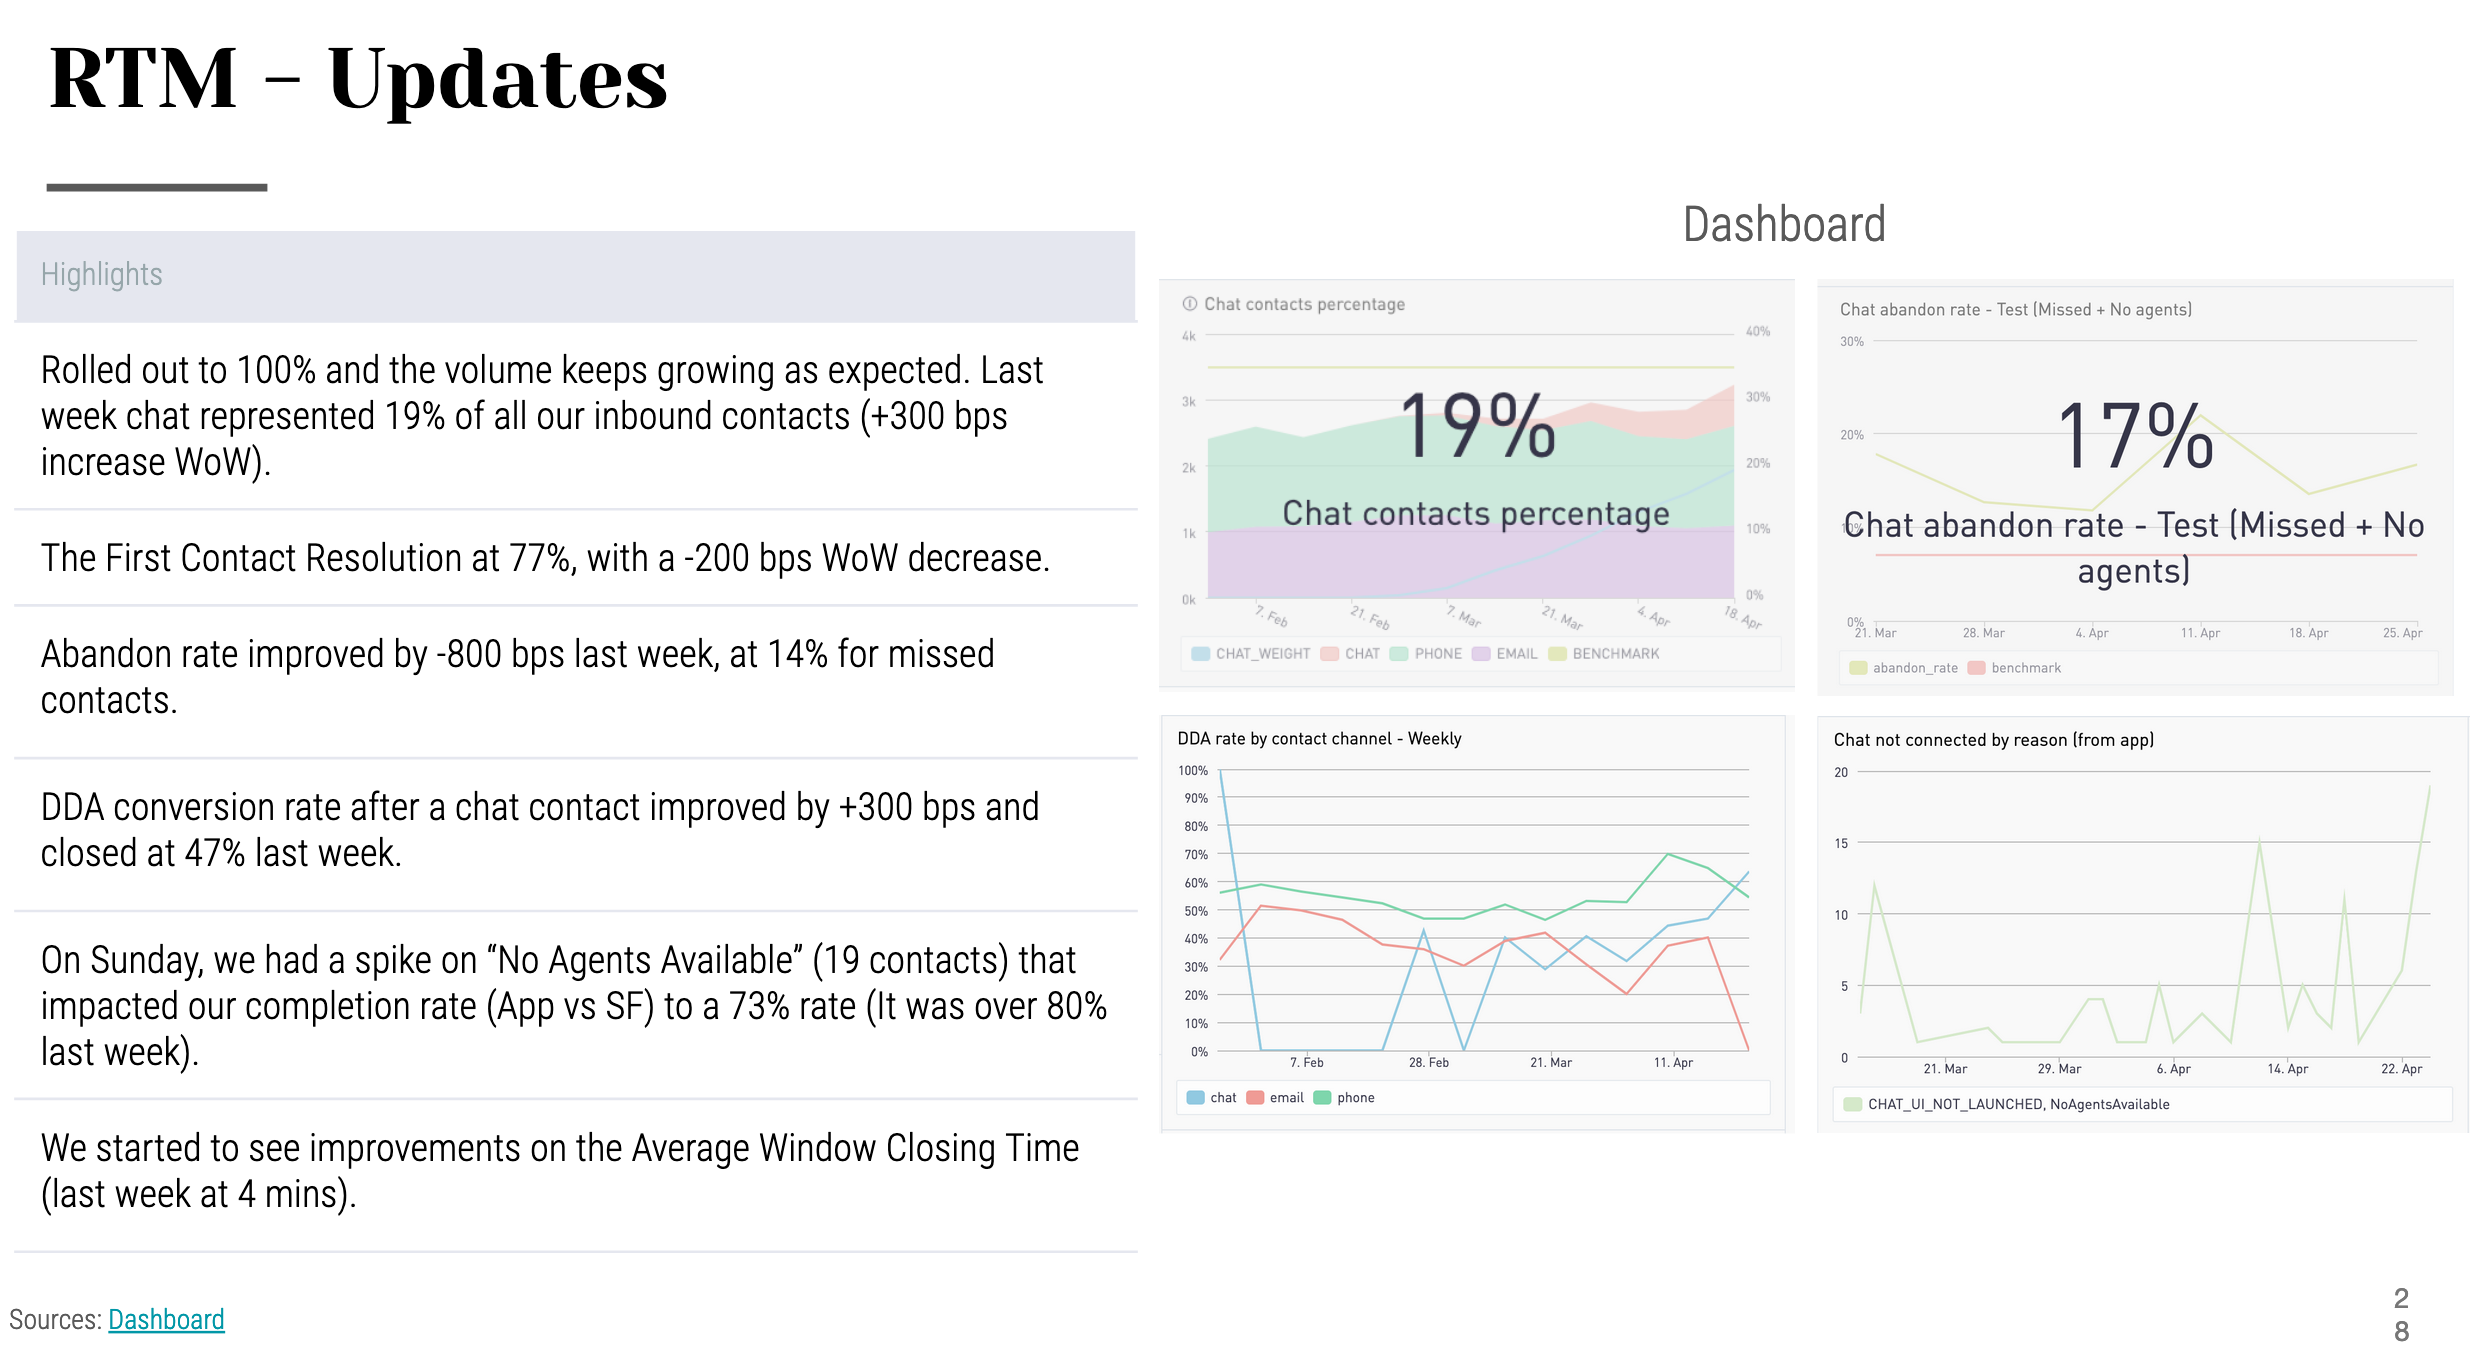 RTM – Updates
Highlights
Rolled out to 100% and the volume keeps growing as expected. Last
week chat represented 19% of all our inbound contacts (+300 bps
increase WoW).
The First Contact Resolution at 77%, with a -200 bps WoW decrease.
Abandon rate improved by -800 bps last week, at 14% for missed
contacts.
DDA conversion rate after a chat contact improved by +300 bps and
closed at 47% last week.
On Sunday, we had a spike on “No Agents Available” (19 contacts) that
impacted our completion rate (App vs SF) to a 73% rate (It was over 80%
last week).
We started to see improvements on the Average Window Closing Time
(last week at 4 mins).
Dashboard
Chat contacts percentage
4k
3k
2k
1k
0k
40%
30%
20%
10%
0%
19%
Chat contacts percentage
7. Feb 21. Feb 7. Mar 21. Mar 4. Apr 18. Apr
CHAT_WEIGHT CHAT PHONE EMAIL BENCHMARK
Chat abandon rate - Test (Missed + No agents)
30%
20%
10%
0%
17%
Chat abandon rate - Test (Missed + No
agents)
21. Mar 28. Mar 4. Apr 11. Apr 18. Apr 25. Apr
abandon_rate benchmark
DDA rate by contact channel - Weekly
100%
90%
80%
70%
60%
50%
40%
30%
20%
10%
0%
7. Feb 28. Feb 21. Mar 11. Apr
chat email phone
Chat not connected by reason (from app)
20
15
10
5
0
21. Mar 29. Mar 6. Apr 14. Apr 22. Apr
CHAT_UI_NOT_LAUNCHED, NoAgentsAvailable
Sources: Dashboard
2
8